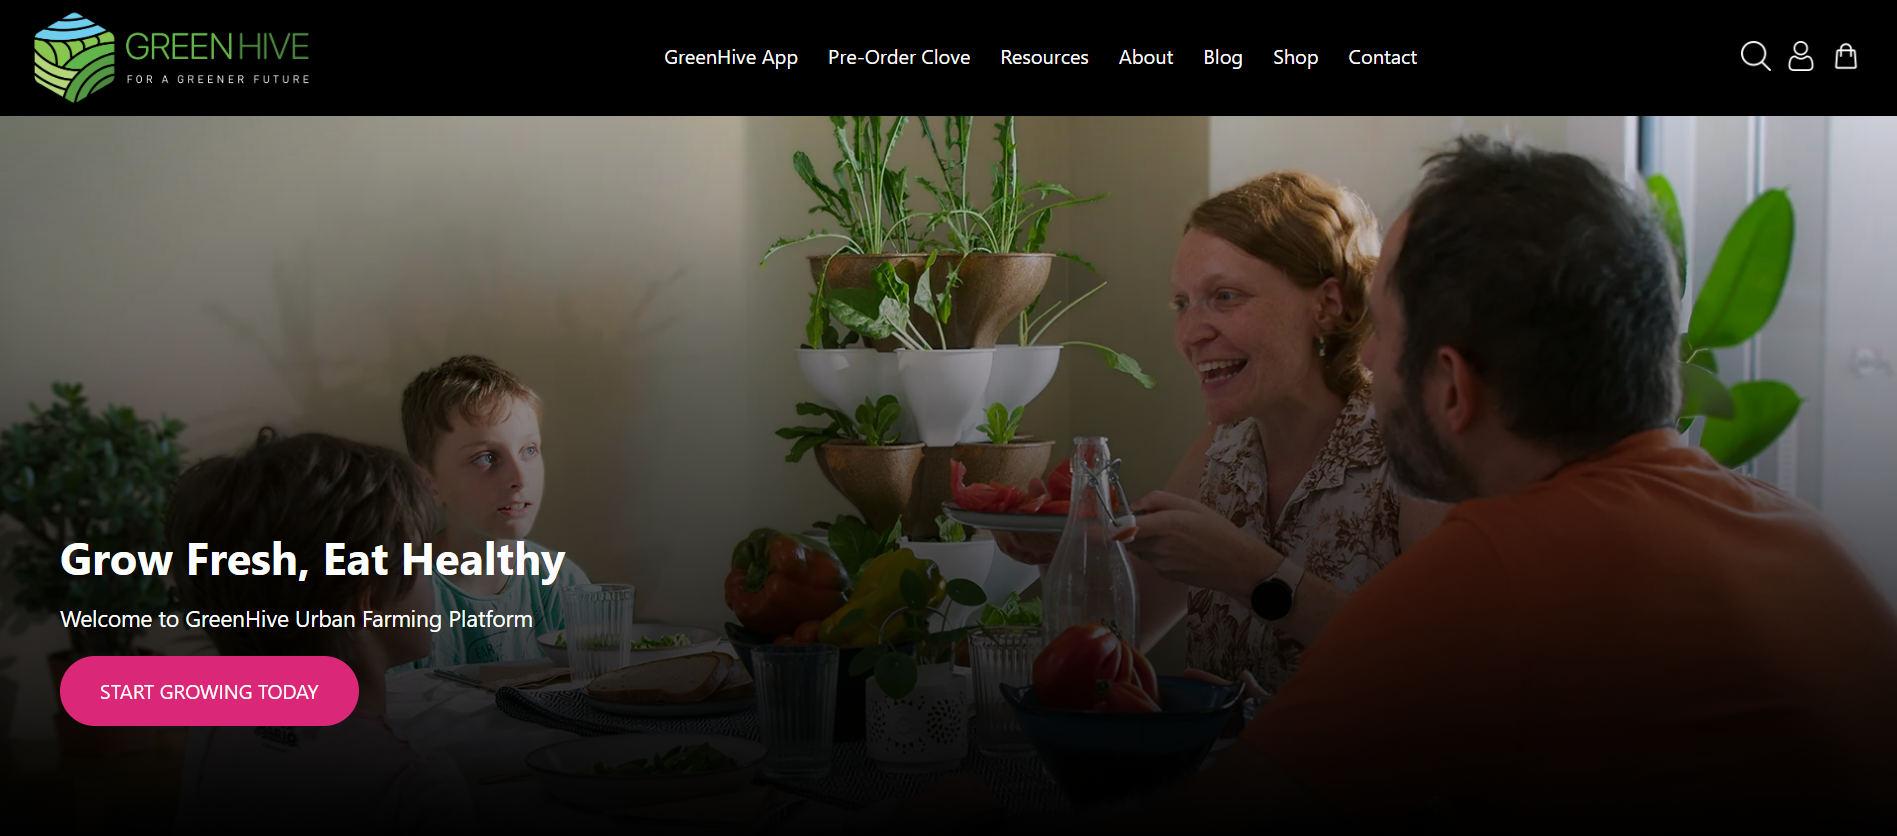 GREENHIVE
FOR A GREENER FUTURE
GreenHive App
Pre-Order Clove
Resources
About
Blog
Shop
Contact
Grow Fresh, Eat Healthy
Welcome to GreenHive Urban Farming Platform
START GROWING TODAY